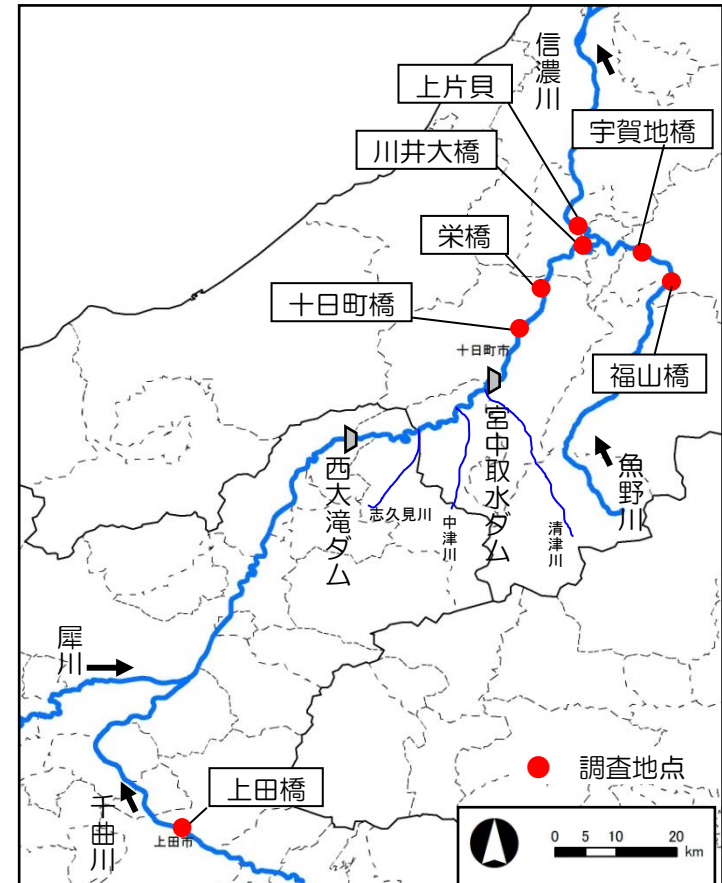 信濃川
上片貝
宇賀地橋
川井大橋
栄橋
十日町橋
十日町市
福山橋
宮中取水ダム
魚野川
西大滝ダム
志久見川
中津川
清津川
犀川
上田橋
調査地点
千曲川
上田市
0 5 10 20
km